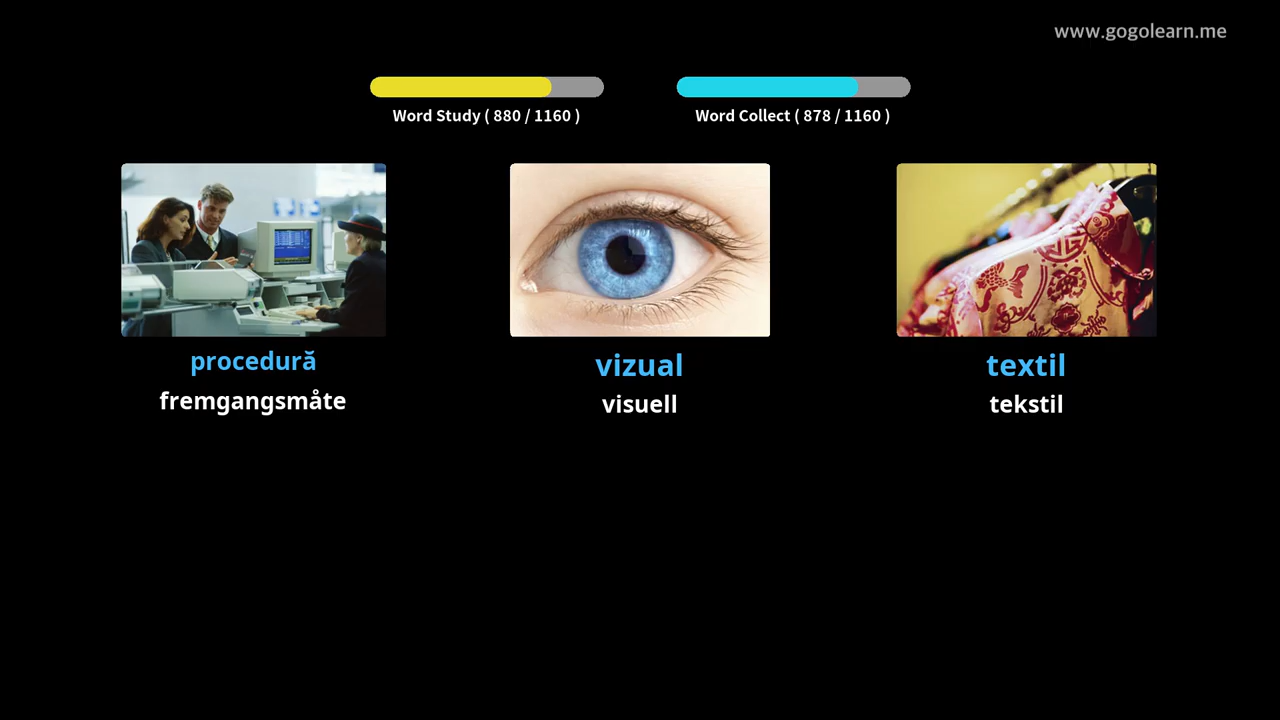 www.gogolearn.me
Word Study ( 880 / 1160 )
Word Collect ( 878 / 1160 )
procedură
fremgangsmåte
vizual
visuell
textil
tekstil